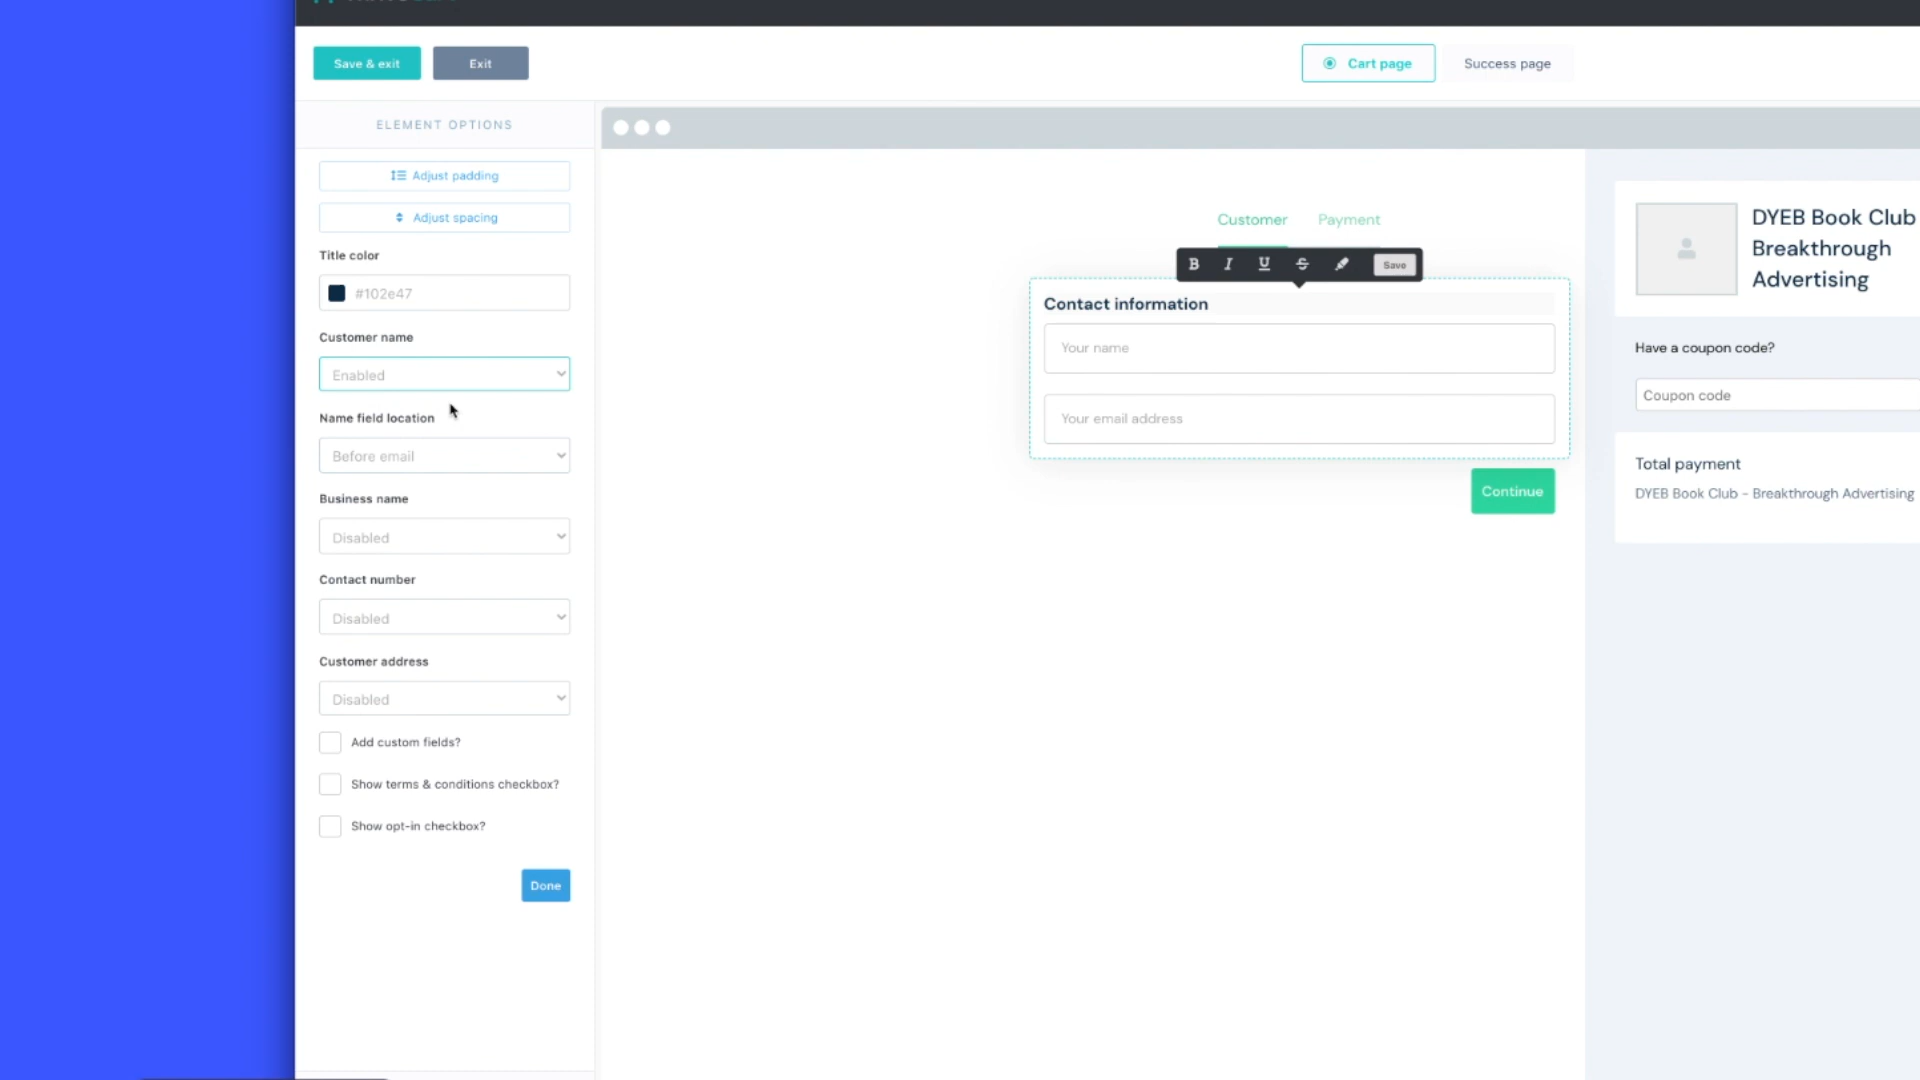 Save & exit
Exit
Cart page
Success page
ELEMENT OPTIONS
Adjust padding
Adjust spacing
Title color
#102e47
Customer name
Enabled
Name field location
Before email
Business name
Disabled
Contact number
Disabled
Customer address
Disabled
Add custom fields?
Show terms & conditions checkbox?
Show opt-in checkbox?
Done
Customer
Payment
B I U S
Save
Contact information
Your name
Your email address
Continue
DYEB Book Club
Breakthrough
Advertising
Have a coupon code?
Coupon code
Total payment
DYEB Book Club - Breakthrough Advertising